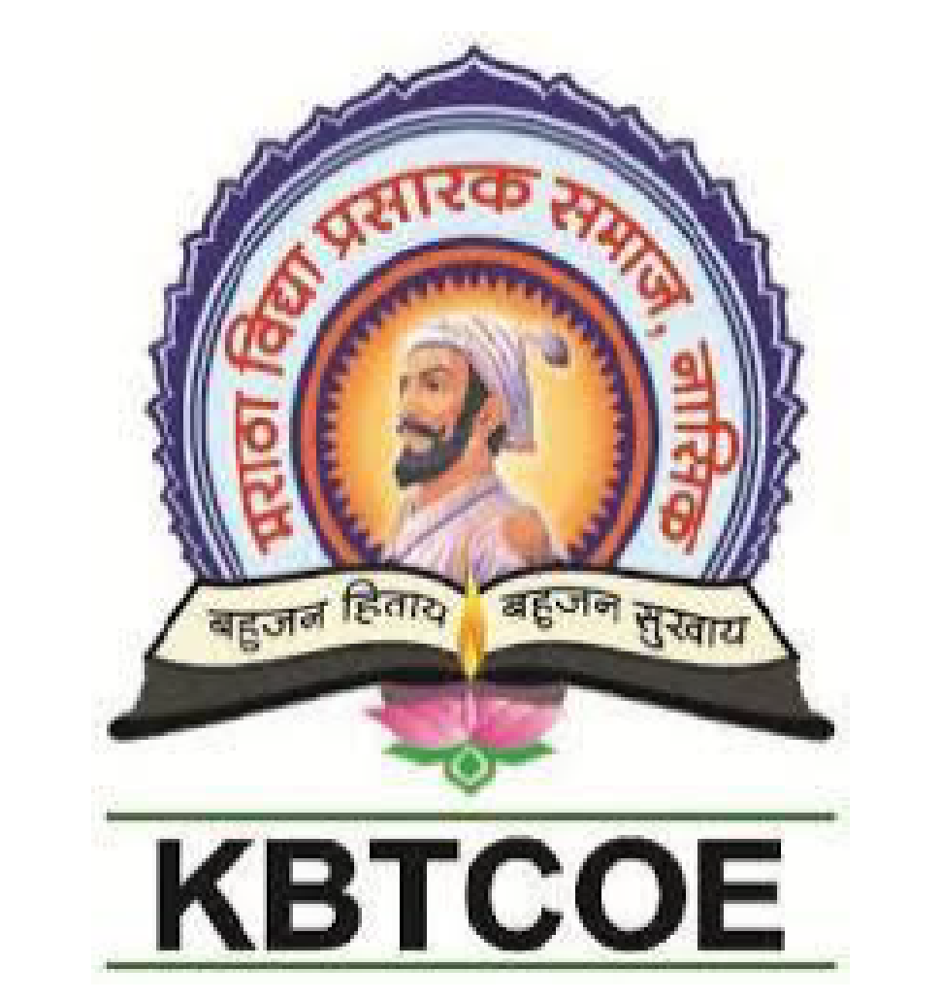 मराठा विद्या प्रसारक समाज, नासिक
बहुजन हिताय बहुजन सुखाय
KBTCOE